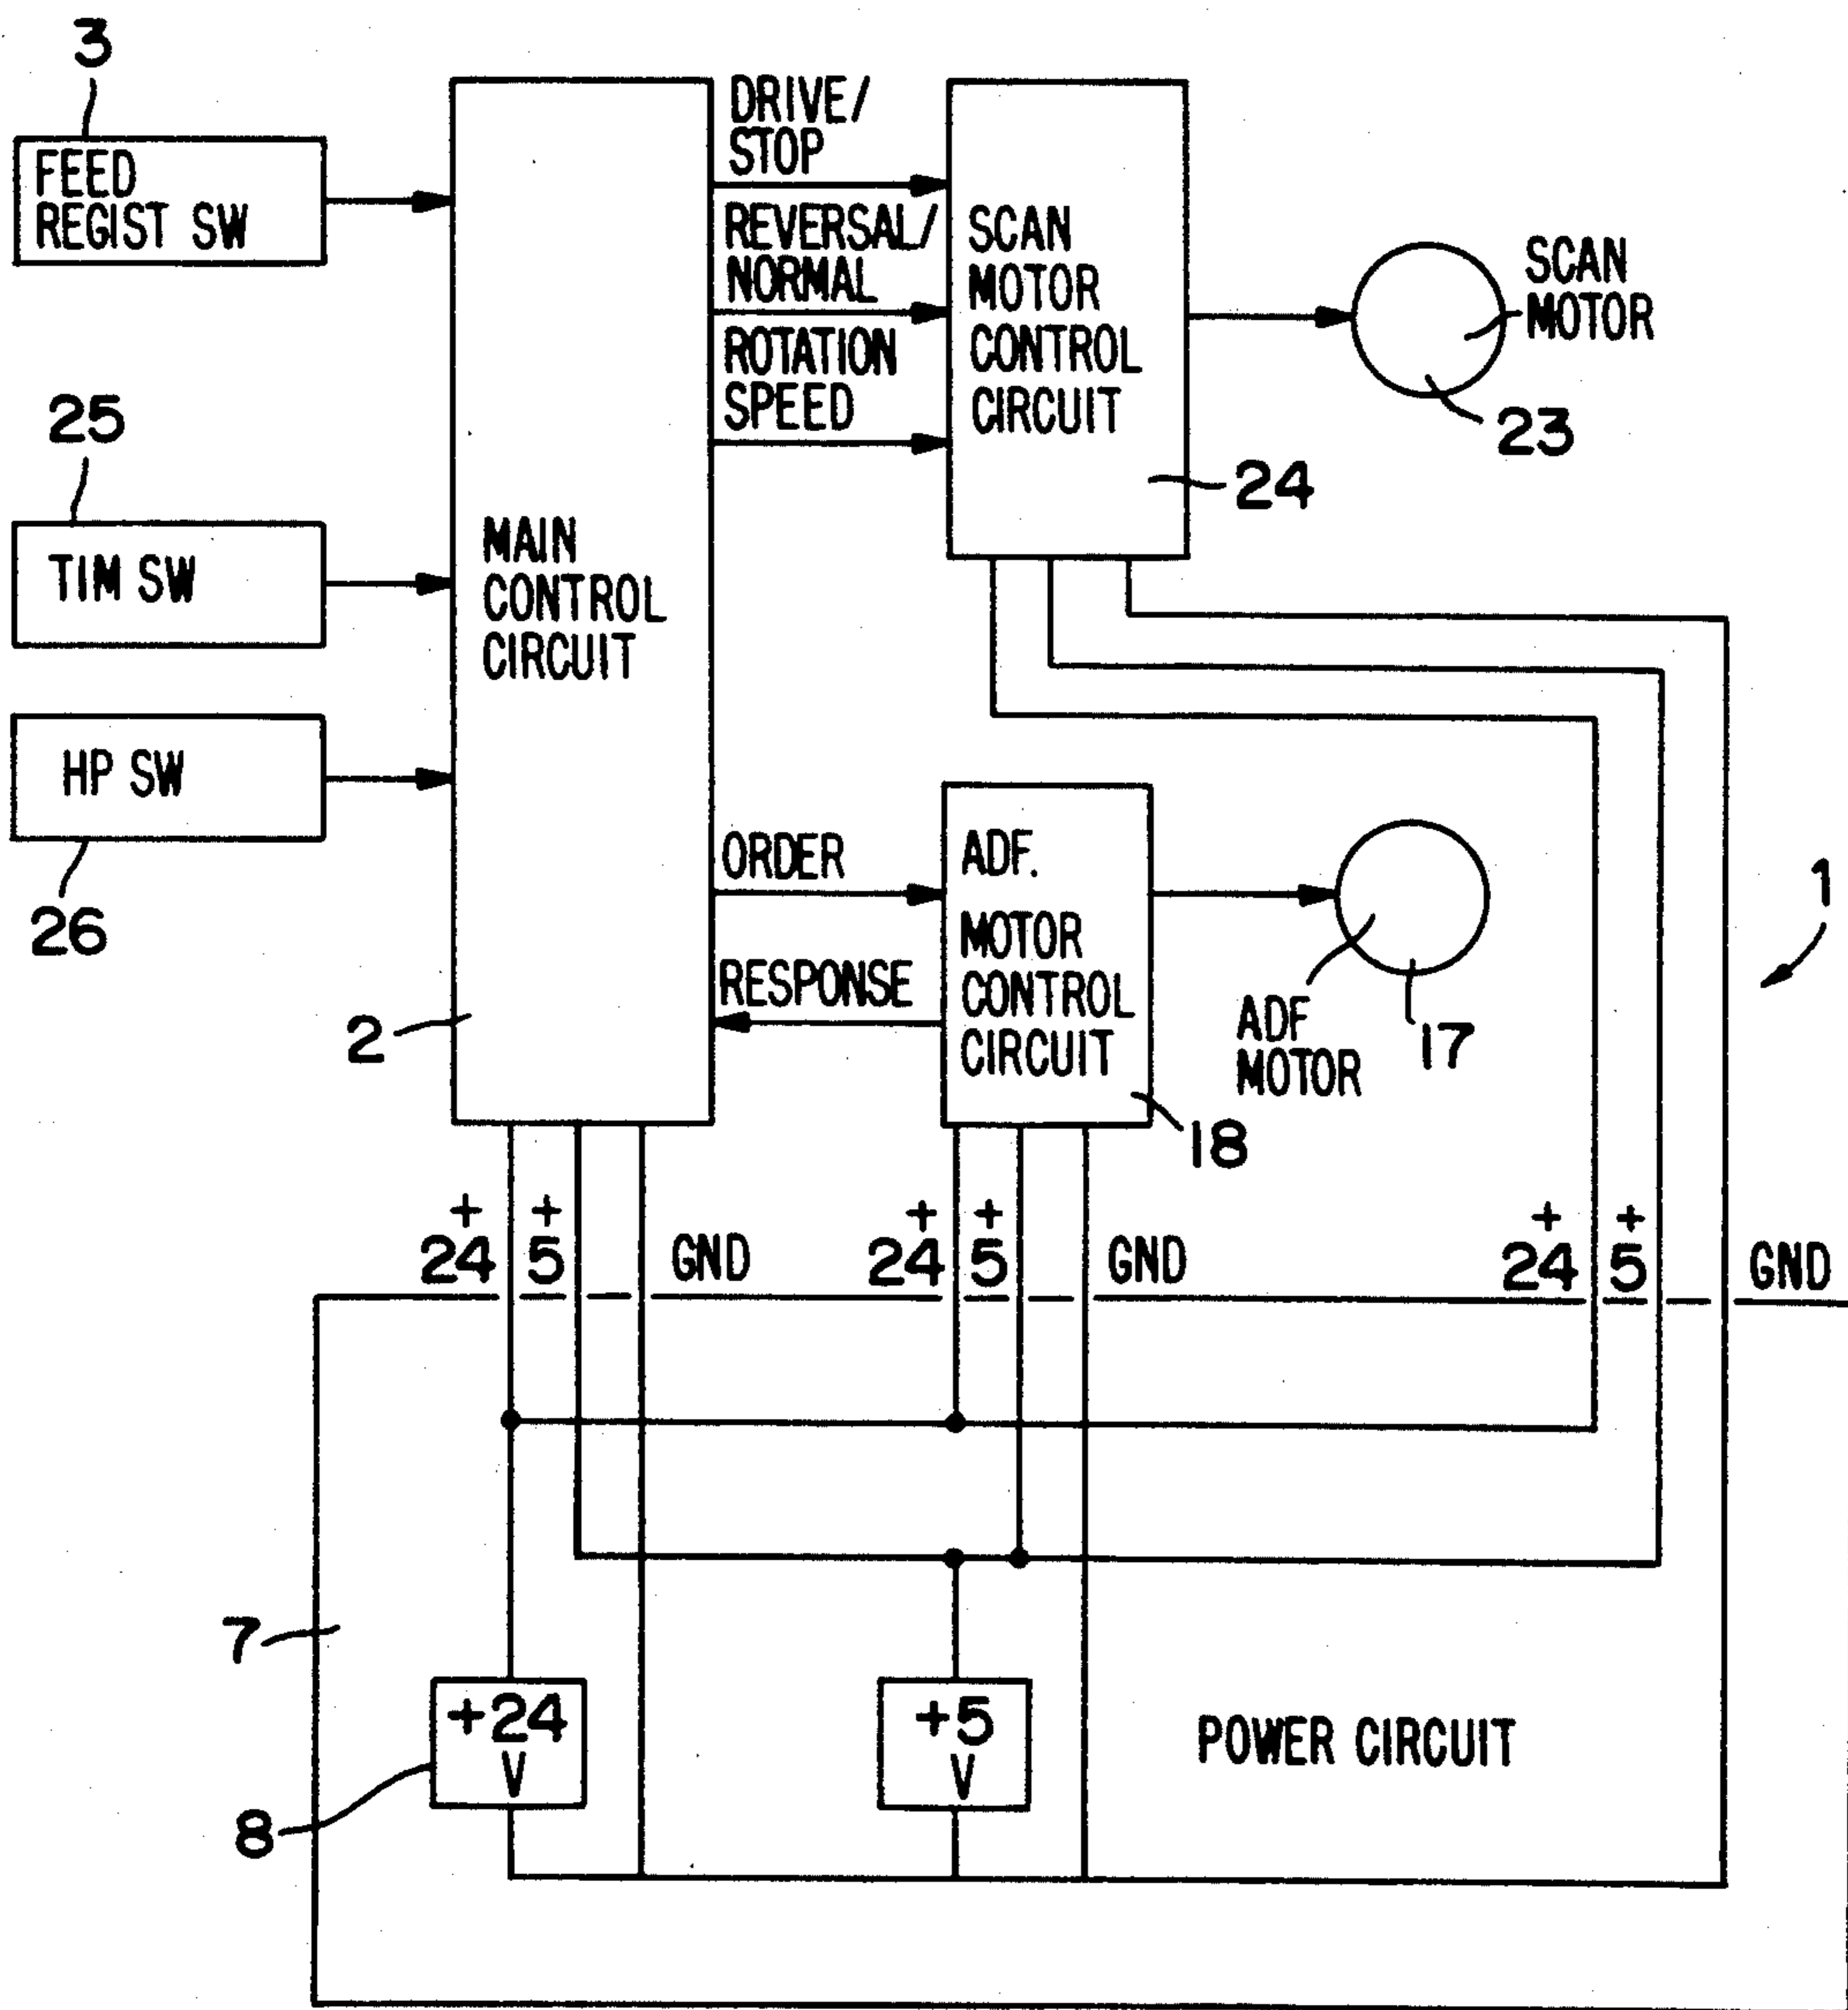 3
FEED
REGIST SW
25
TIM SW
HP SW
26
MAIN
CONTROL
CIRCUIT
2
DRIVE/
STOP
REVERSAL/
NORMAL
ROTATION
SPEED
SCAN
MOTOR
CONTROL
CIRCUIT
24
SCAN
MOTOR
23
ORDER
RESPONSE
ADF.
MOTOR
CONTROL
CIRCUIT
18
ADF
MOTOR
17
1
+ +
24 5 GND
+ +
24 5 GND
+ +
24 5 GND
7
+24
V
8
+5
V
POWER CIRCUIT